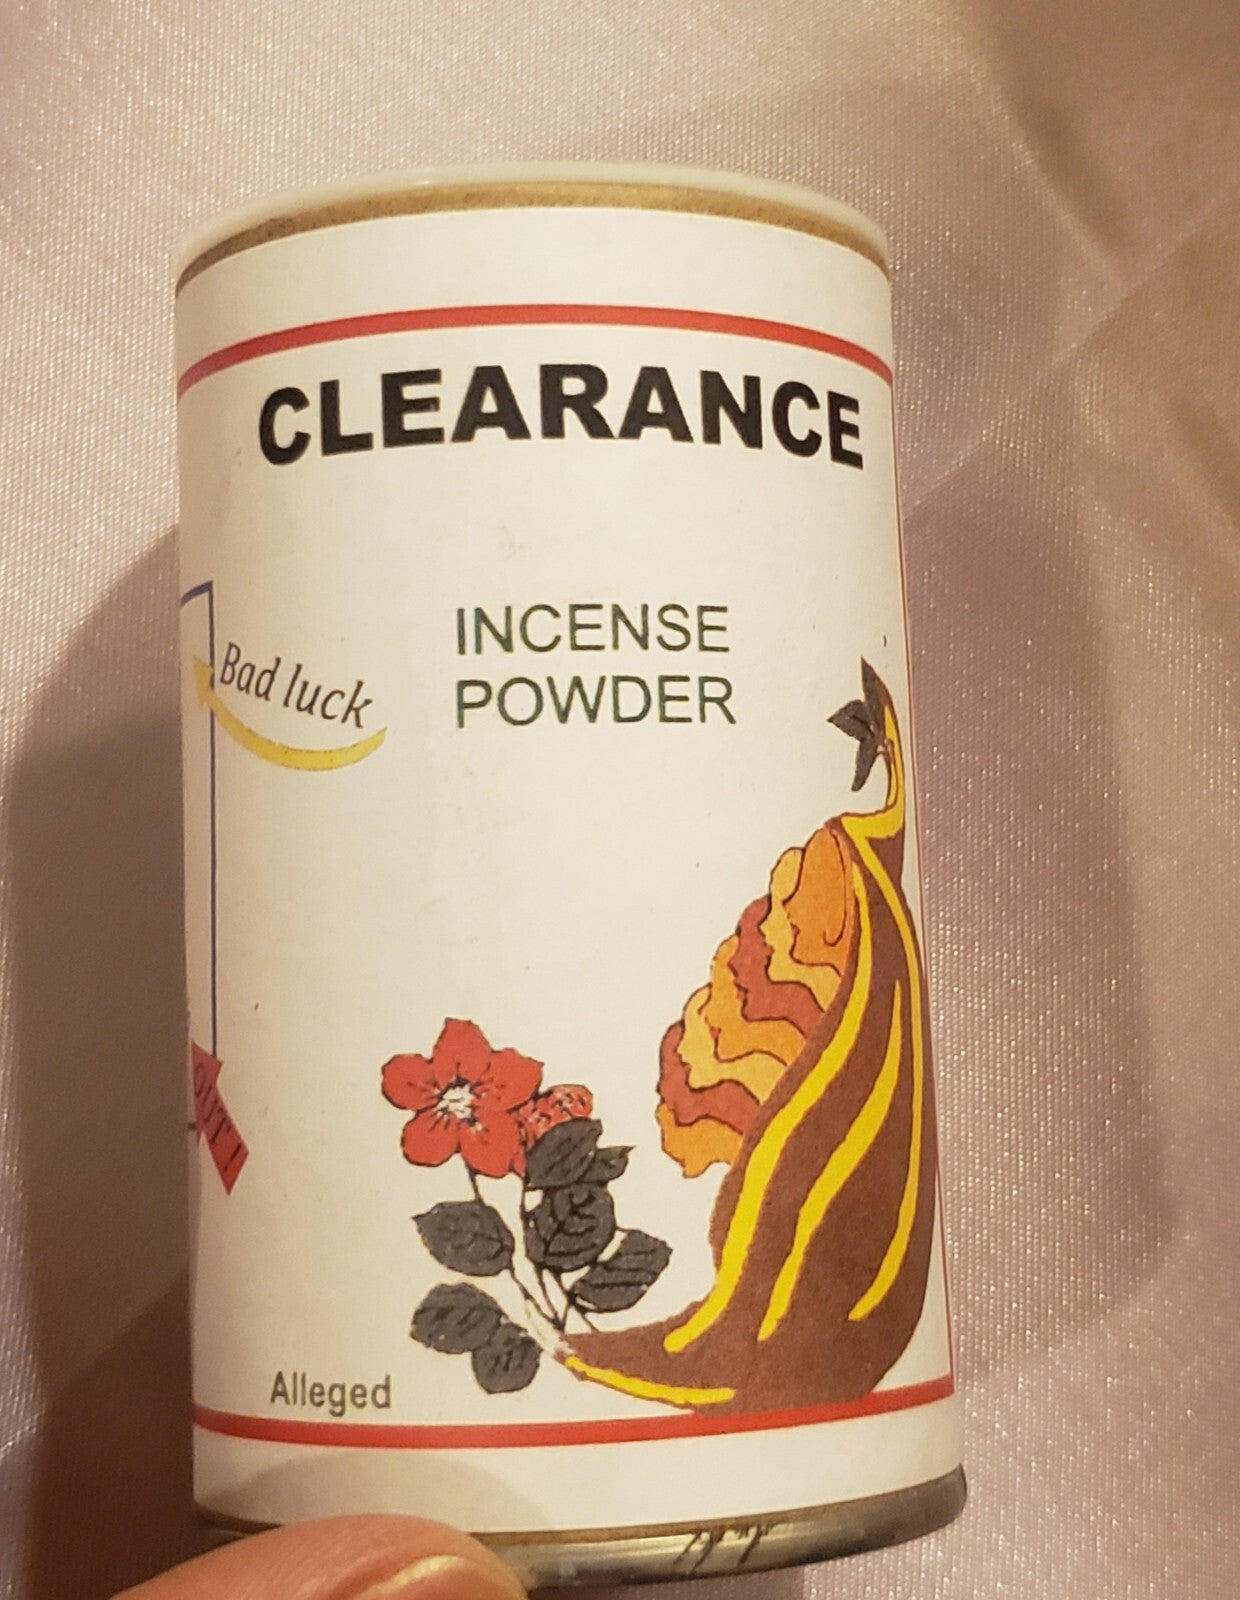 CLEARANCE
Bad luck
INCENSE
POWDER
OUT!
Alleged